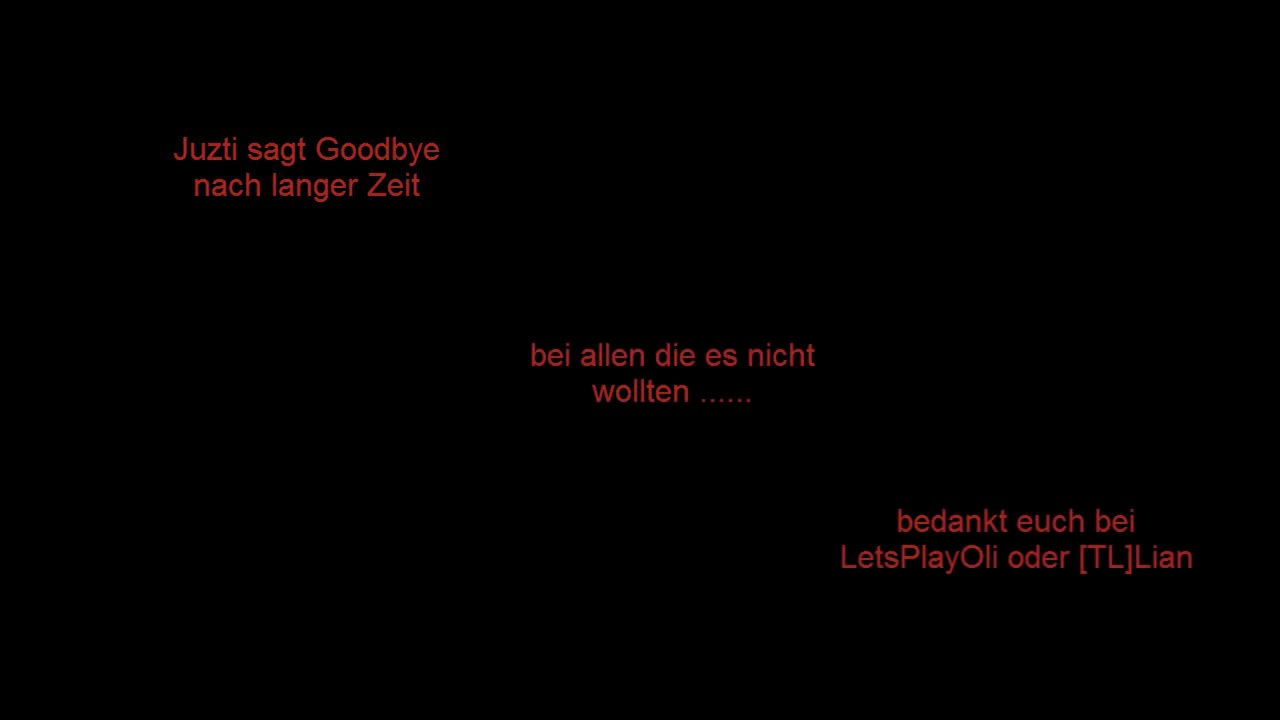 Juzti sagt Goodbye
nach langer Zeit
bei allen die es nicht
wollten ......
bedankt euch bei
LetsPlayOli oder [TL]Lian